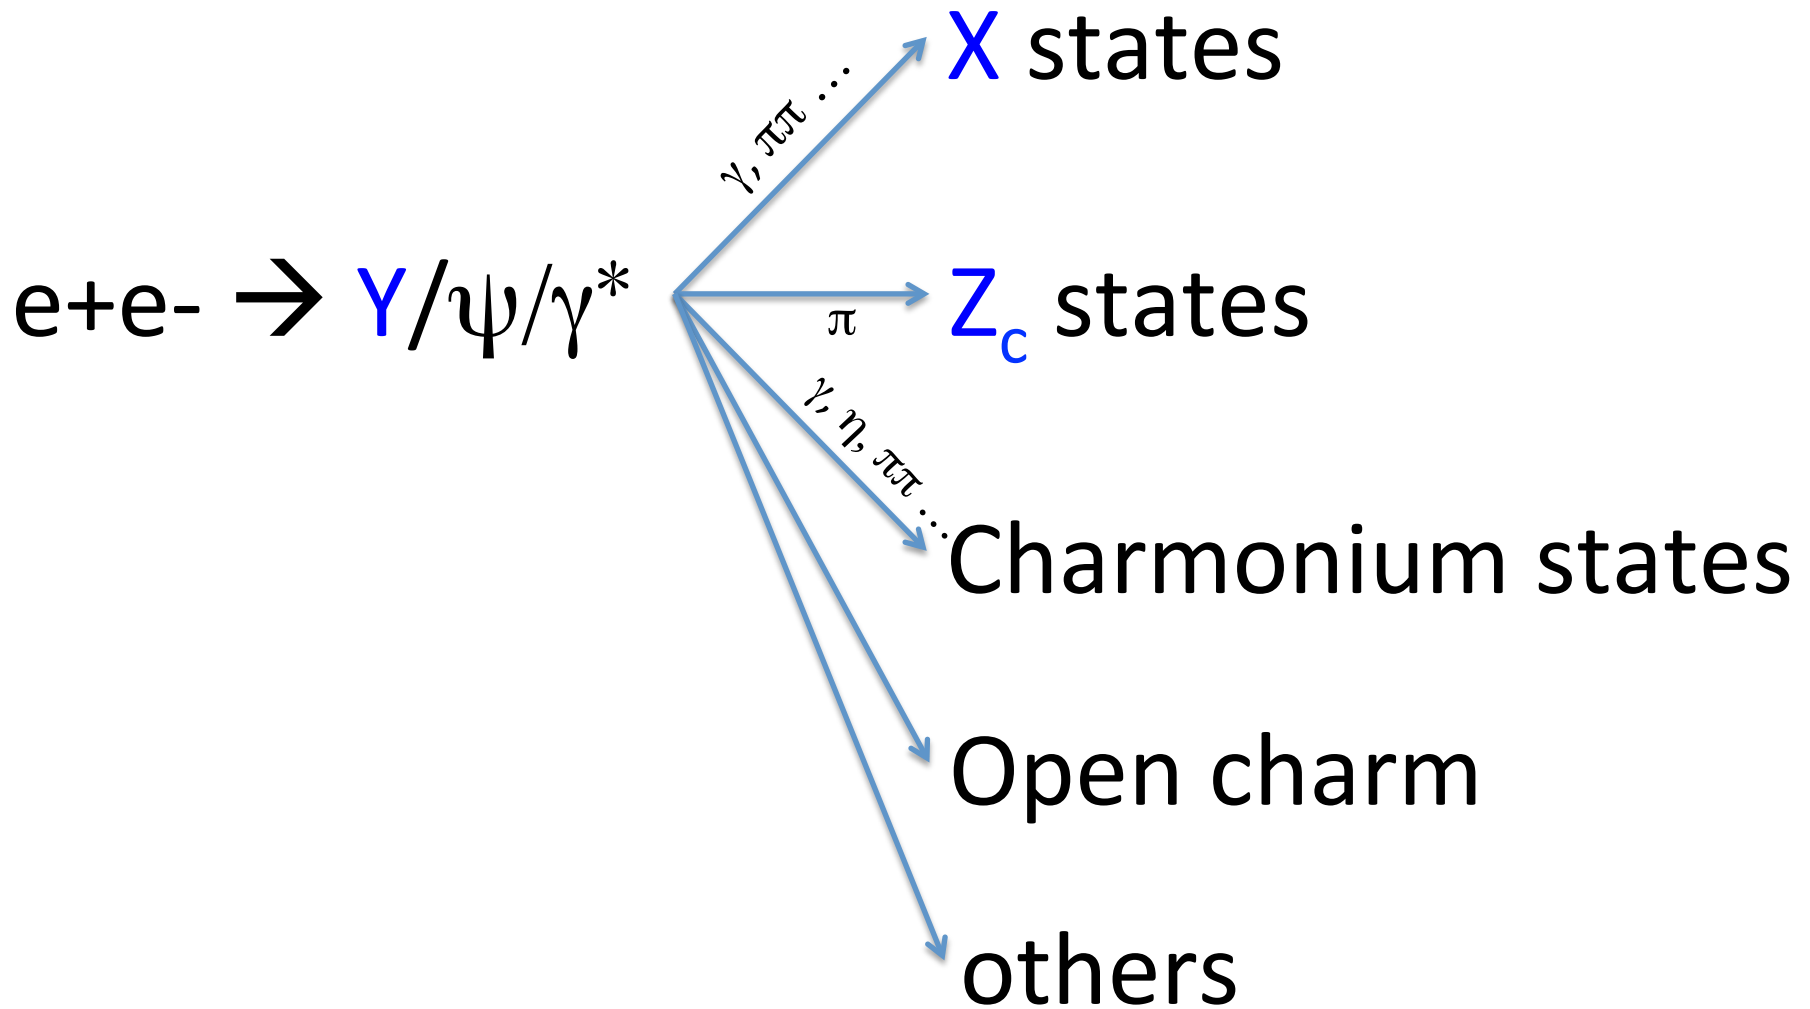 X states
γ, ππ ...
e+e- → Y/ψ/γ*
Zc states
π
γ, η, ππ ...
Charmonium states
Open charm
others